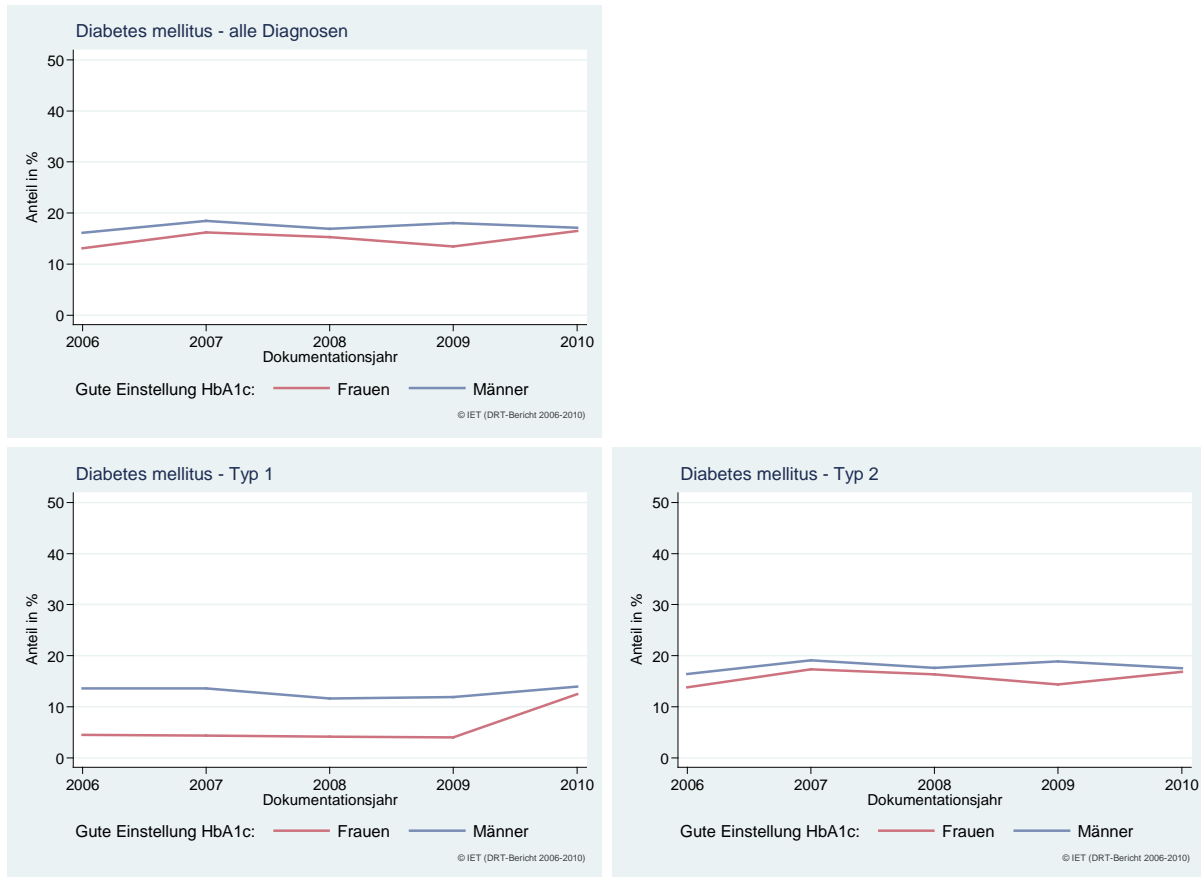 Diabetes mellitus - alle Diagnosen
50
40
30
20
10
0
Anteil in %
2006 2007 2008 2009 2010
Dokumentationsjahr
Gute Einstellung HbA1c: Frauen Männer
© IET (DRT-Bericht 2006-2010)
Diabetes mellitus - Typ 1
50
40
30
20
10
0
Anteil in %
2006 2007 2008 2009 2010
Dokumentationsjahr
Gute Einstellung HbA1c: Frauen Männer
© IET (DRT-Bericht 2006-2010)
Diabetes mellitus - Typ 2
50
40
30
20
10
0
Anteil in %
2006 2007 2008 2009 2010
Dokumentationsjahr
Gute Einstellung HbA1c: Frauen Männer
© IET (DRT-Bericht 2006-2010)